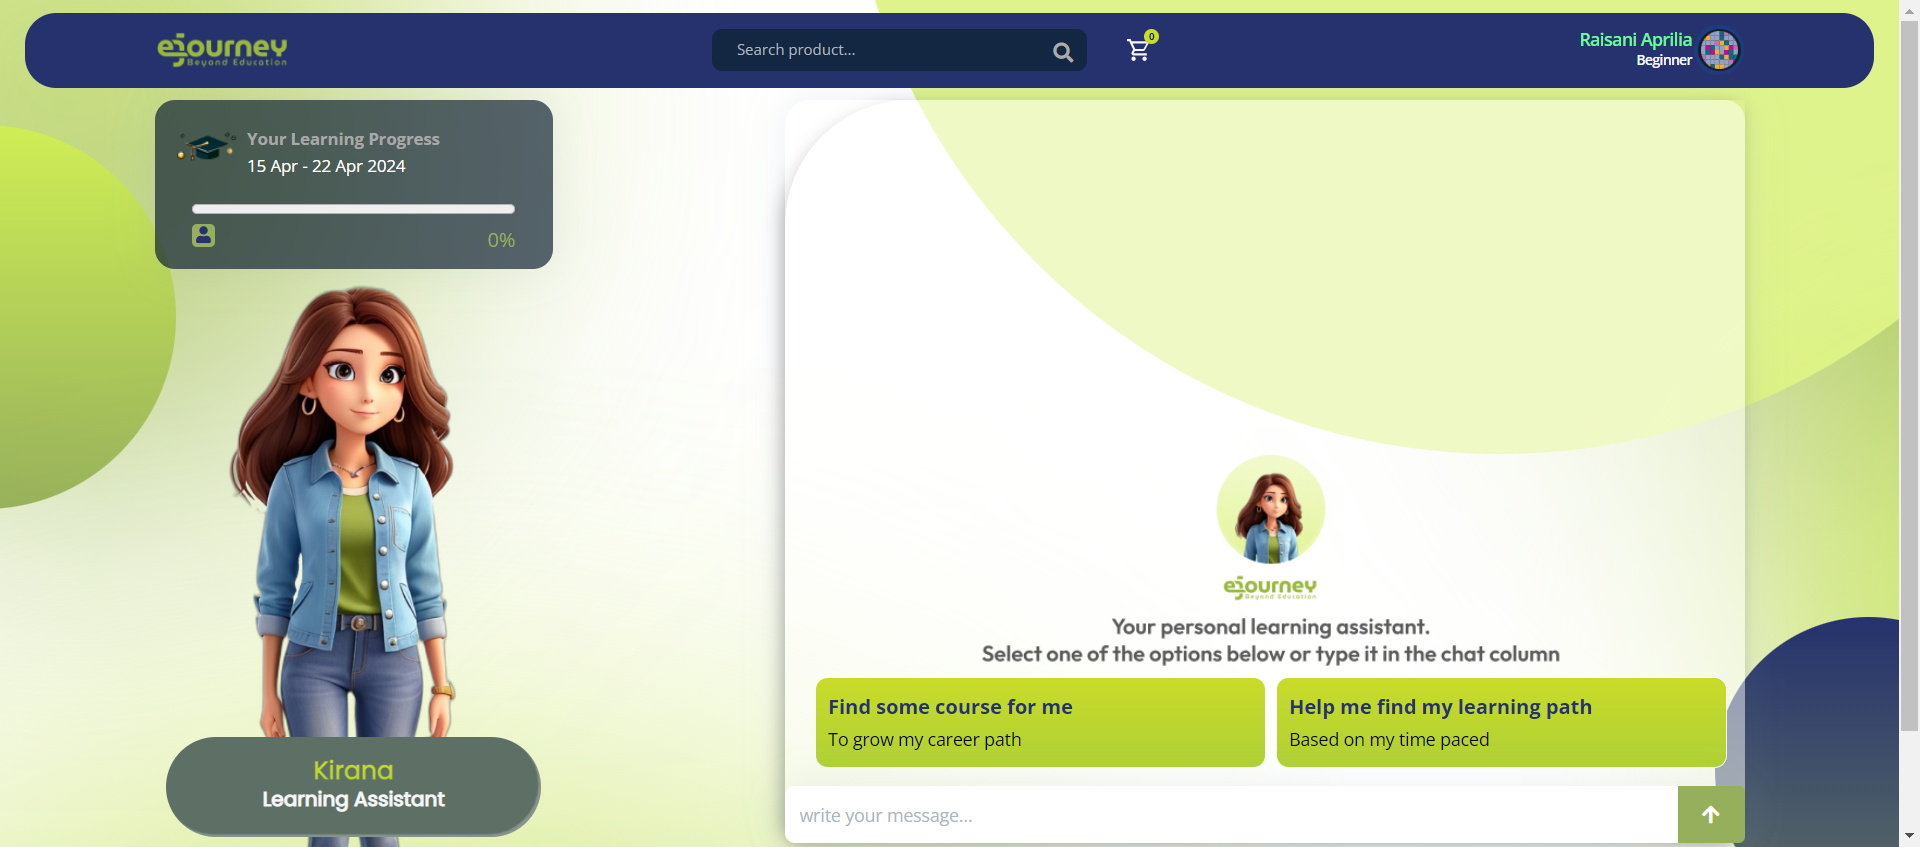 ejourney
Beyond Education
Search product...
0
Raisani Aprilia
Beginner
Your Learning Progress
15 Apr - 22 Apr 2024
0%
Kirana
Learning Assistant
ejourney
Beyond Education
Your personal learning assistant.
Select one of the options below or type it in the chat column
Find some course for me
To grow my career path
Help me find my learning path
Based on my time paced
write your message...